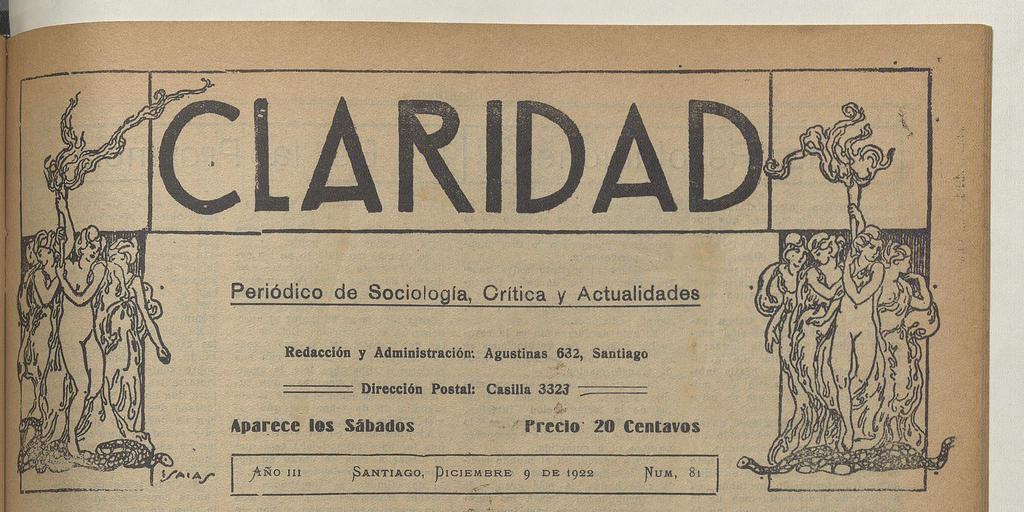 CLARIDAD
Periódico de Sociología, Crítica y Actualidades
Redacción y Administración: Agustinas 632, Santiago
Dirección Postal: Casilla 3323
Aparece los Sábados Precio 20 Centavos
ISAIAS
AÑO III SANTIAGO, DICIEMBRE 9 DE 1922 NUM, 81